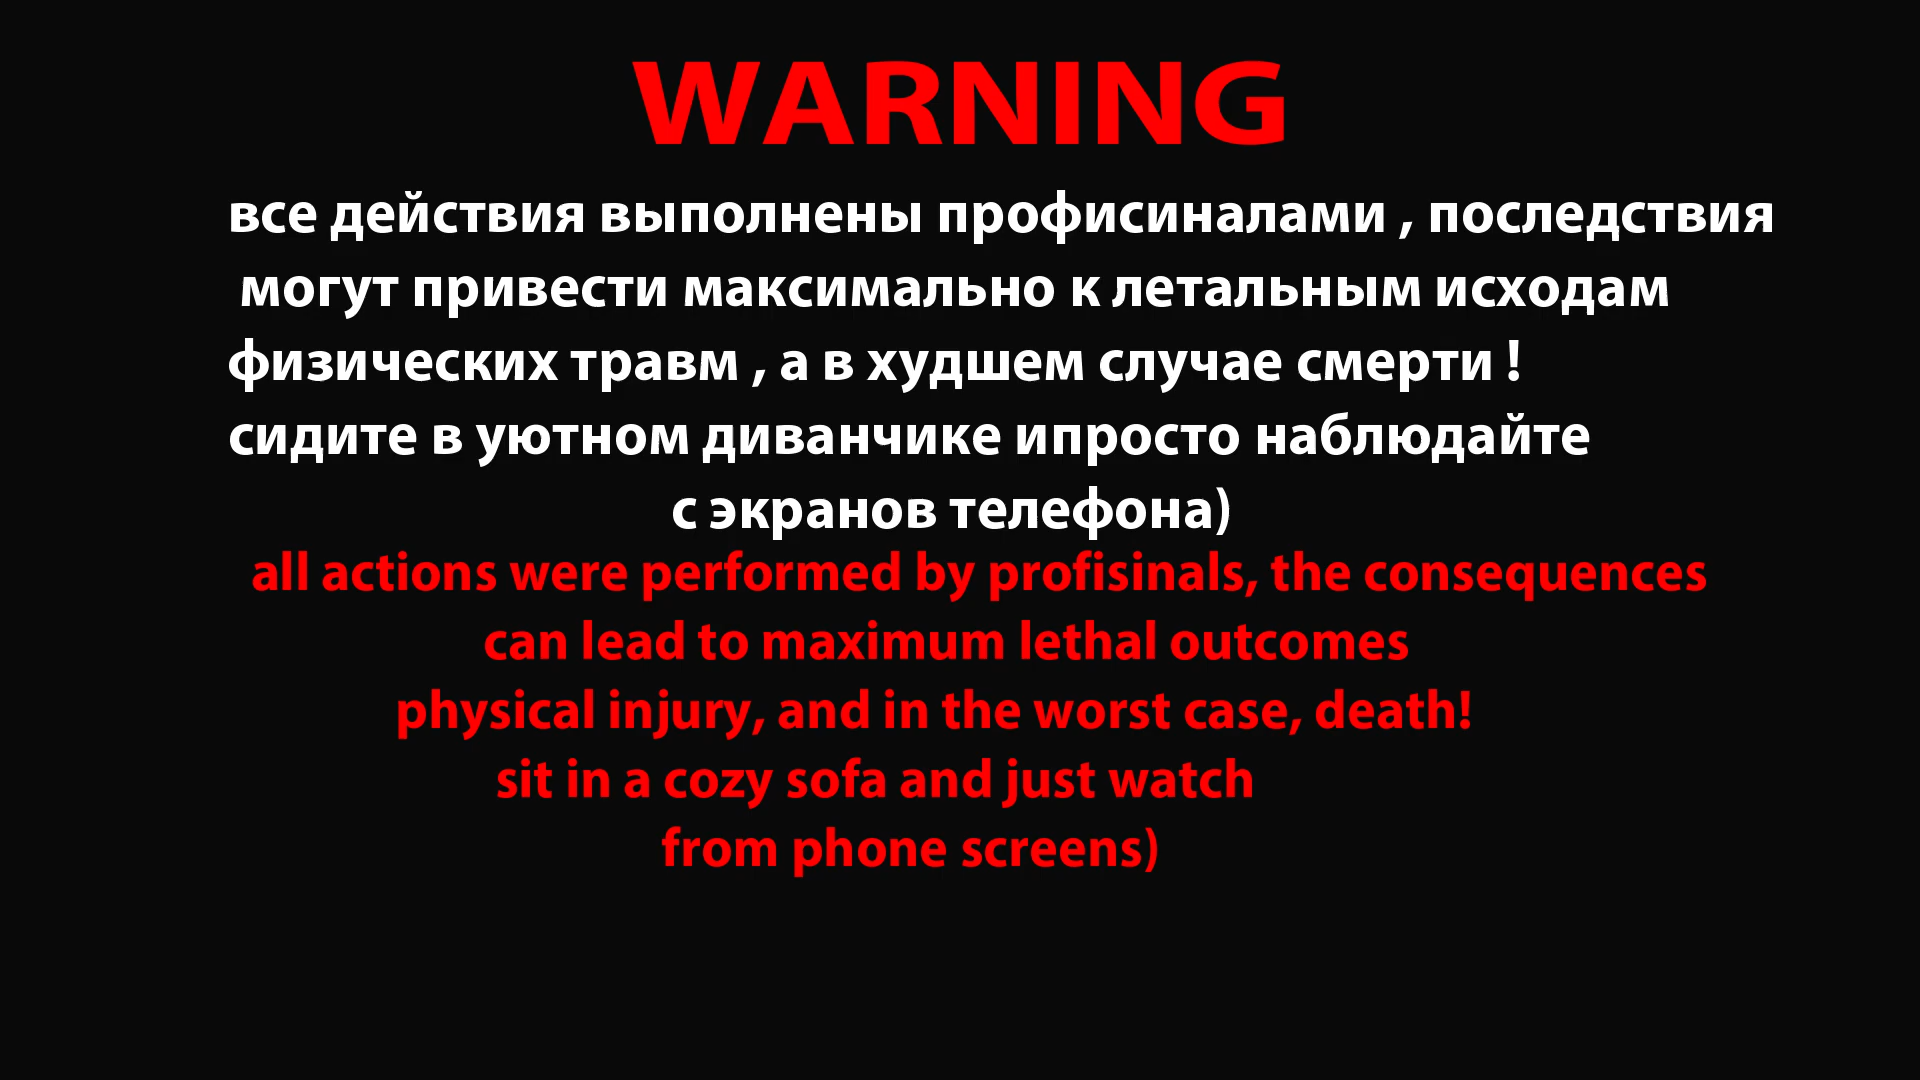 WARNING
все действия выполнены профисиналами , последствия
могут привести максимально к летальным исходам
физических травм , а в худшем случае смерти !
сидите в уютном диванчике ипросто наблюдайте
с экранов телефона)
all actions were performed by profisinals, the consequences
can lead to maximum lethal outcomes
physical injury, and in the worst case, death!
sit in a cozy sofa and just watch
from phone screens)